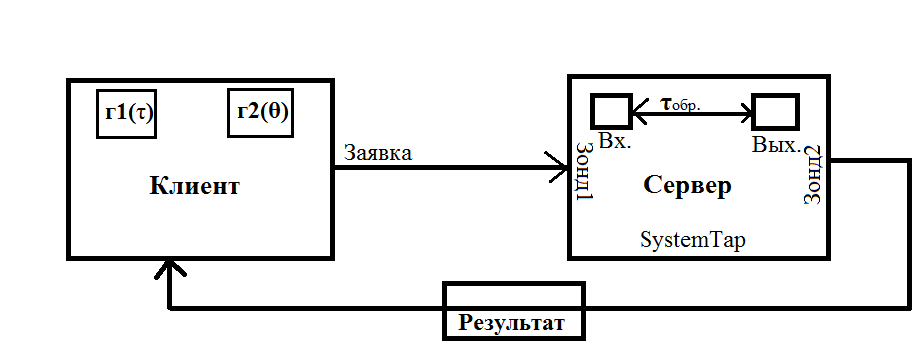 г1(τ)
г2(θ)
Клиент
Заявка
Зонд1
Вх.
τобр.
Вых.
Сервер
SystemTap
Зонд2
Результат